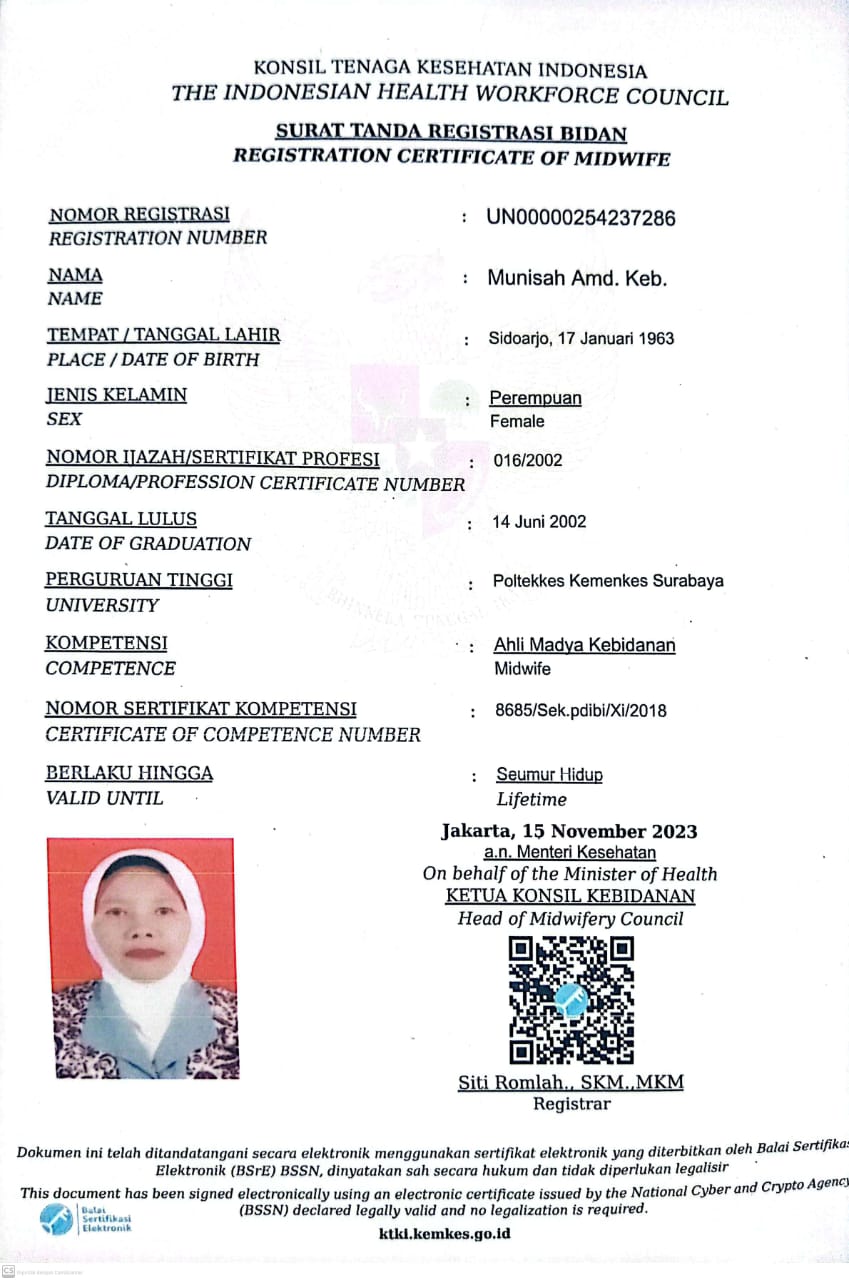 KONSIL TENAGA KESEHATAN INDONESIA
THE INDONESIAN HEALTH WORKFORCE COUNCIL
SURAT TANDA REGISTRASI BIDAN
REGISTRATION CERTIFICATE OF MIDWIFE
NOMOR REGISTRASI : UN00000254237286
REGISTRATION NUMBER
NAMA : Munisah Amd. Keb.
NAME
TEMPAT / TANGGAL LAHIR : Sidoarjo, 17 Januari 1963
PLACE / DATE OF BIRTH
JENIS KELAMIN : Perempuan
SEX Female
NOMOR IJAZAH/SERTIFIKAT PROFESI : 016/2002
DIPLOMA/PROFESSION CERTIFICATE NUMBER
TANGGAL LULUS : 14 Juni 2002
DATE OF GRADUATION
PERGURUAN TINGGI : Poltekkes Kemenkes Surabaya
UNIVERSITY
KOMPETENSI : Ahli Madya Kebidanan
COMPETENCE Midwife
NOMOR SERTIFIKAT KOMPETENSI : 8685/Sek.pdibi/Xi/2018
CERTIFICATE OF COMPETENCE NUMBER
BERLAKU HINGGA : Seumur Hidup
VALID UNTIL Lifetime
Jakarta, 15 November 2023
a.n. Menteri Kesehatan
On behalf of the Minister of Health
KETUA KONSIL KEBIDANAN
Head of Midwifery Council
Siti Romlah., SKM.,MKM
Registrar
Dokumen ini telah ditandatangani secara elektronik menggunakan sertifikat elektronik yang diterbitkan oleh Balai Sertifikas
Elektronik (BSrE) BSSN, dinyatakan sah secara hukum dan tidak diperlukan legalisir
This document has been signed electronically using an electronic certificate issued by the National Cyber and Crypto Agency
(BSSN) declared legally valid and no legalization is required.
Balai
Sertifikasi
Elektronik
ktki.kemkes.go.id
CS